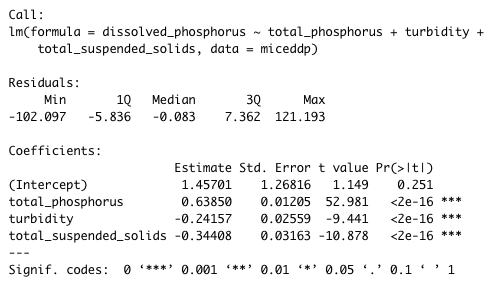 Call:
lm(formula = dissolved_phosphorus ~ total_phosphorus + turbidity +
    total_suspended_solids, data = miceddp)

Residuals:
     Min       1Q   Median       3Q      Max
-102.097   -5.836   -0.083    7.362  121.193

Coefficients:
                       Estimate Std. Error t value Pr(>|t|)
(Intercept)             1.45701    1.26816   1.149    0.251
total_phosphorus        0.63850    0.01205  52.981   <2e-16 ***
turbidity              -0.24157    0.02559  -9.441   <2e-16 ***
total_suspended_solids -0.34408    0.03163 -10.878   <2e-16 ***
---
Signif. codes:  0 ‘***’ 0.001 ‘**’ 0.01 ‘*’ 0.05 ‘.’ 0.1 ‘ ’ 1